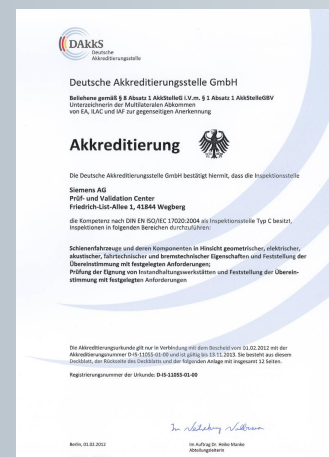 DAkkS
Deutsche
Akkreditierungsstelle
Deutsche Akkreditierungsstelle GmbH
Beliehene gemäß § 8 Absatz 1 AkkStelleG i.V.m. § 1 Absatz 1 AkkStelleGBV
Unterzeichnerin der Multilateralen Abkommen
von EA, ILAC und IAF zur gegenseitigen Anerkennung
Akkreditierung
Die Deutsche Akkreditierungsstelle GmbH bestätigt hiermit, dass die Inspektionsstelle
Siemens AG
Prüf- und Validation Center
Friedrich-List-Allee 1, 41844 Wegberg
die Kompetenz nach DIN EN ISO/IEC 17020:2004 als Inspektionsstelle Typ C besitzt,
Inspektionen in folgenden Bereichen durchzuführen:
Schienenfahrzeuge und deren Komponenten in Hinsicht geometrischer, elektrischer,
akustischer, fahrtechnischer und bremstechnischer Eigenschaften und Feststellung der
Übereinstimmung mit festgelegten Anforderungen;
Prüfung der Eignung von Instandhaltungswerkstätten und Feststellung der Überein-
stimmung mit festgelegten Anforderungen
Die Akkreditierungsurkunde gilt nur in Verbindung mit dem Bescheid vom 01.02.2012 mit der
Akkreditierungsnummer D-IS-11055-01-00 und ist gültig bis 13.11.2013. Sie besteht aus diesem
Deckblatt, der Rückseite des Deckblatts und der folgenden Anlage mit insgesamt 12 Seiten.
Registrierungsnummer der Urkunde: D-IS-11055-01-00
Berlin, 01.02.2012
Im Auftrag Dr. Heike Manke
Abteilungsleiterin